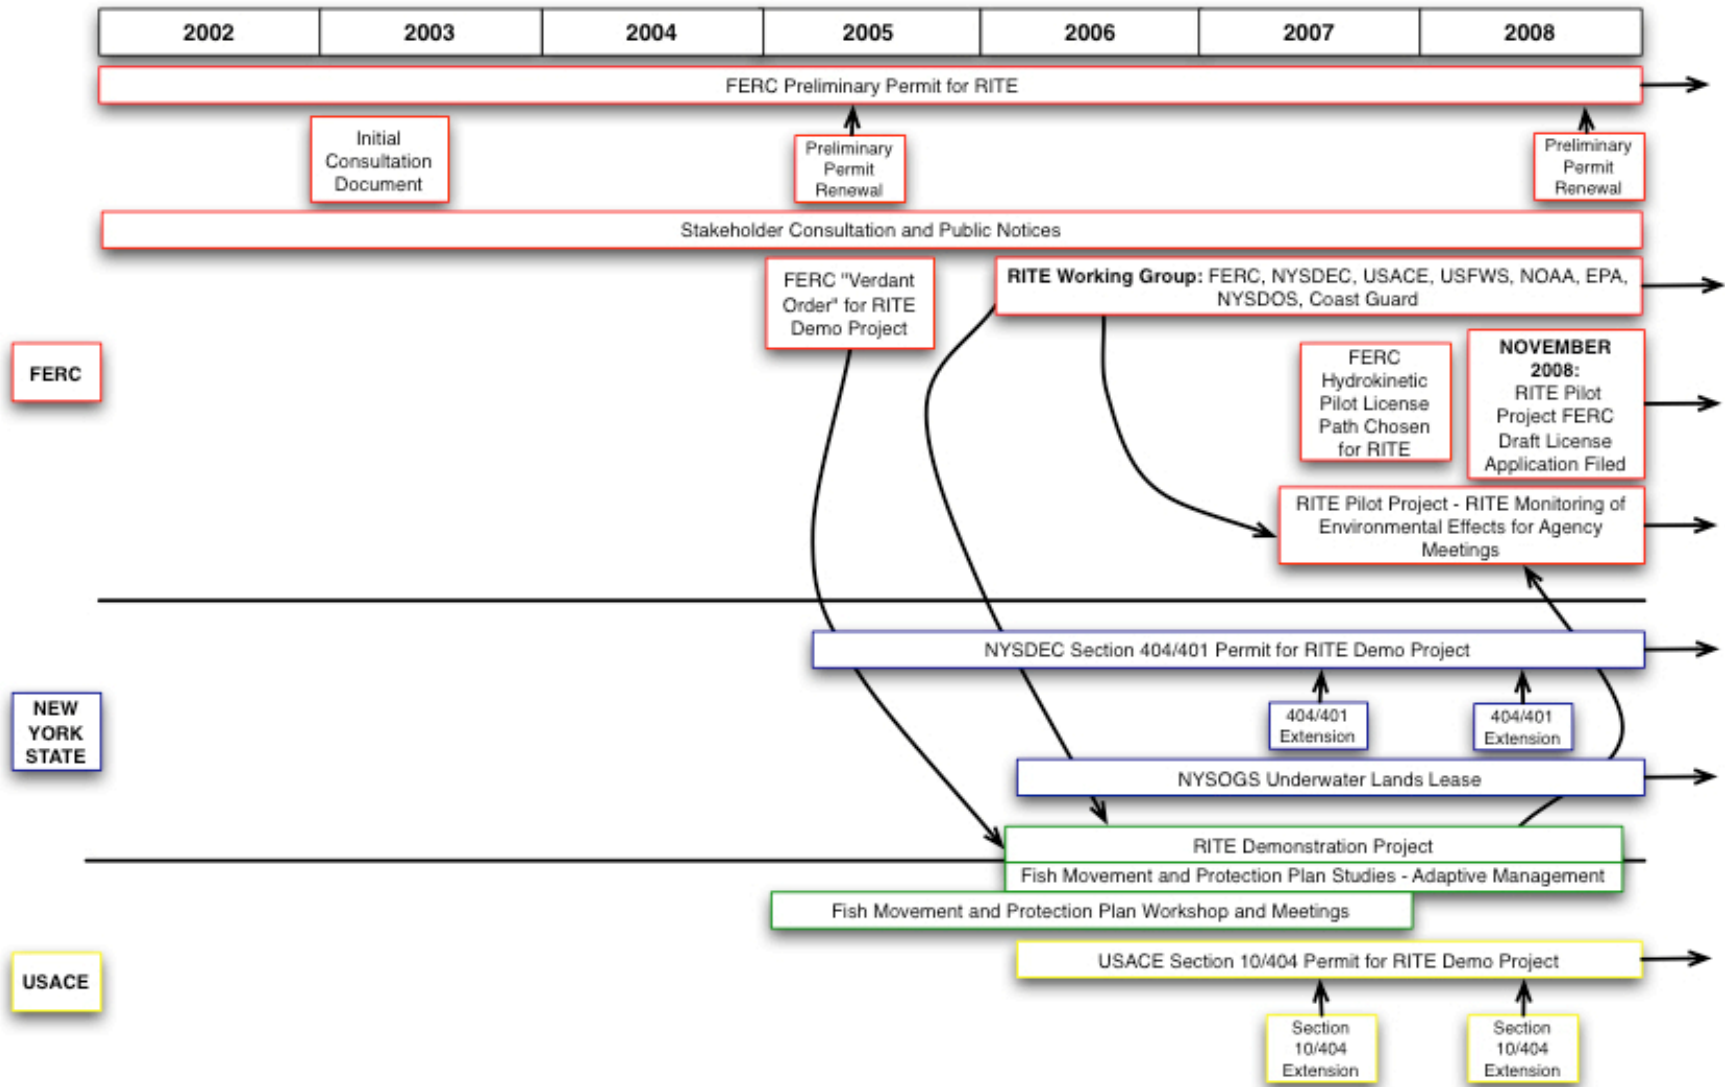 2002 2003 2004 2005 2006 2007 2008
FERC Preliminary Permit for RITE
Initial
Consultation
Document
Preliminary
Permit
Renewal
Preliminary
Permit
Renewal
Stakeholder Consultation and Public Notices
FERC "Verdant
Order" for RITE
Demo Project
RITE Working Group: FERC, NYSDEC, USACE, USFWS, NOAA, EPA,
NYSDOS, Coast Guard
FERC
FERC
Hydrokinetic
Pilot License
Path Chosen
for RITE
NOVEMBER
2008:
RITE Pilot
Project FERC
Draft License
Application Filed
RITE Pilot Project - RITE Monitoring of
Environmental Effects for Agency
Meetings
NEW
YORK
STATE
NYSDEC Section 404/401 Permit for RITE Demo Project
404/401
Extension
404/401
Extension
NYSOGS Underwater Lands Lease
RITE Demonstration Project
Fish Movement and Protection Plan Studies - Adaptive Management
Fish Movement and Protection Plan Workshop and Meetings
USACE
USACE Section 10/404 Permit for RITE Demo Project
Section
10/404
Extension
Section
10/404
Extension